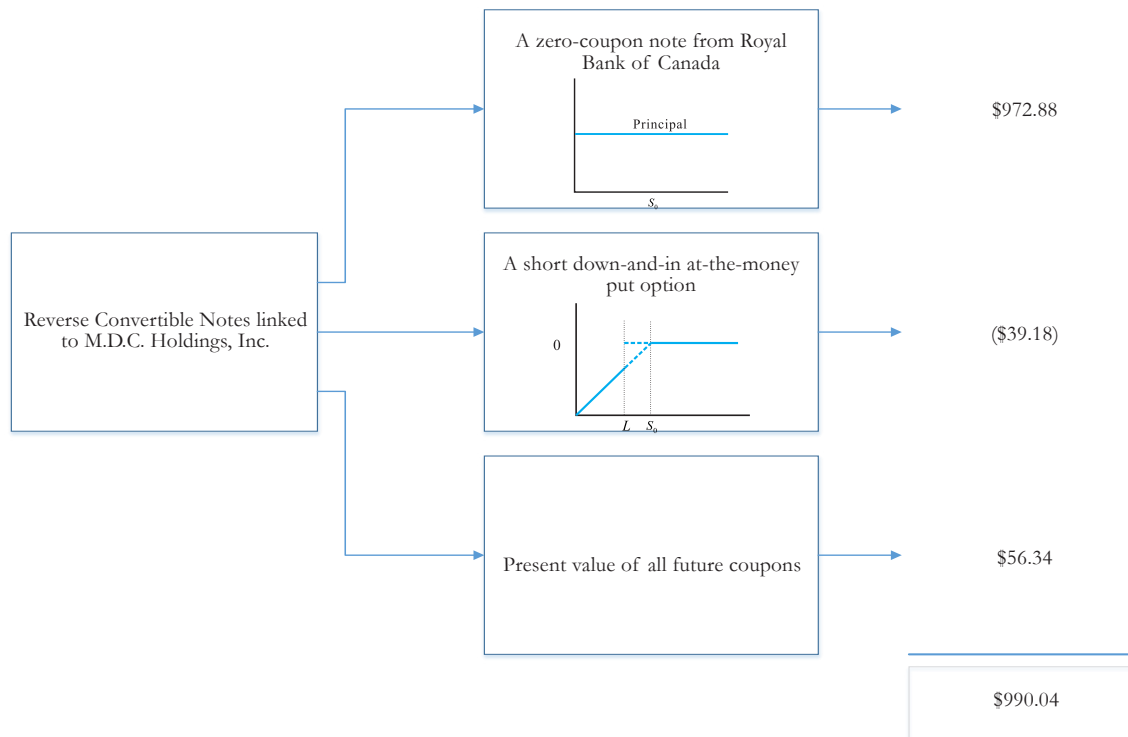 A zero-coupon note from Royal
Bank of Canada
Principal
S₀
$972.88
Reverse Convertible Notes linked
to M.D.C. Holdings, Inc.
A short down-and-in at-the-money
put option
0
L S₀
($39.18)
Present value of all future coupons
$56.34
$990.04